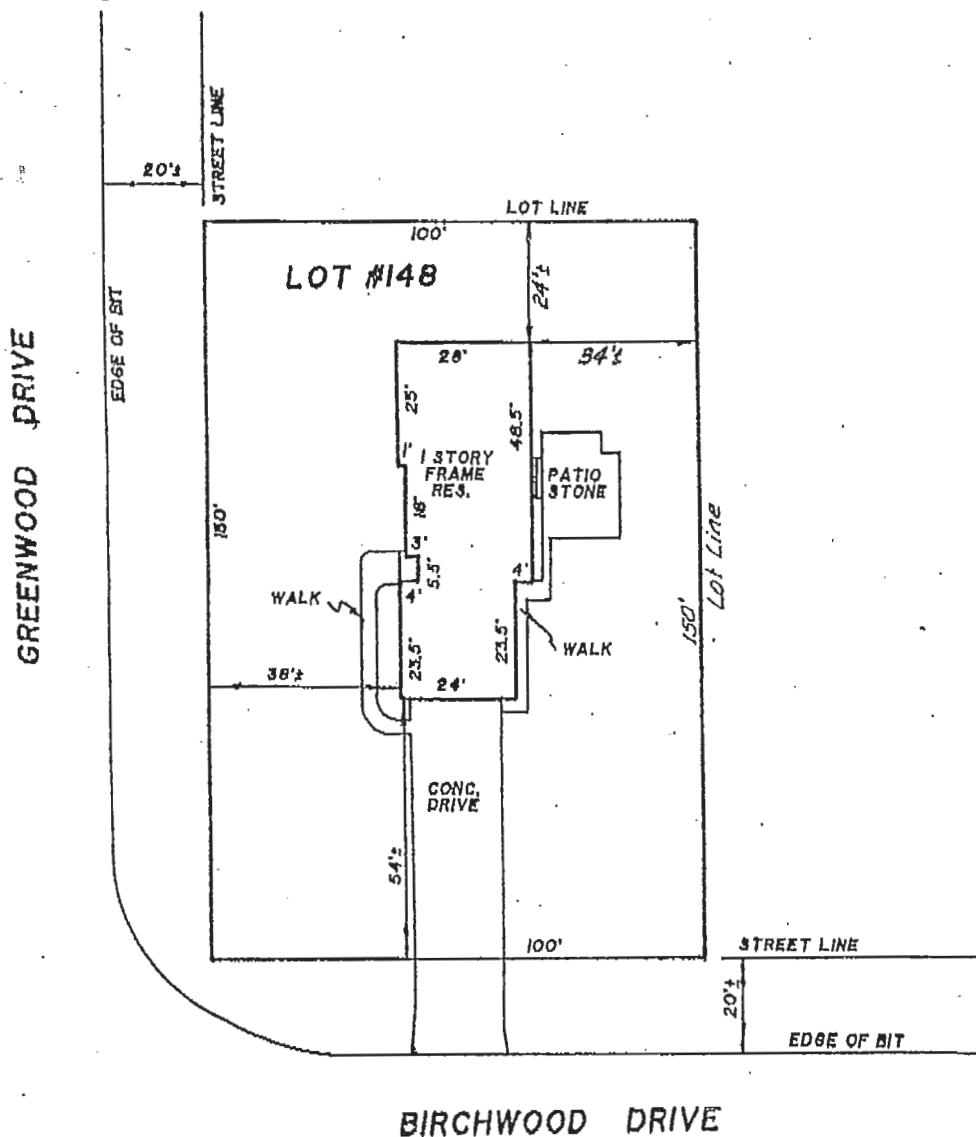 STREET LINE
20'±
LOT LINE
100'
LOT #148
24'±
EDGE OF BIT
GREENWOOD DRIVE
28'
34'±
25'
48.5'
1'
1 STORY
FRAME
RES.
PATIO
STONE
18'
150'
3'
5.5'
4'
4'
Lot Line
150'
WALK
WALK
23.5'
23.5'
38'±
24'
CONC.
DRIVE
54'±
100'
STREET LINE
20'±
EDGE OF BIT
BIRCHWOOD DRIVE